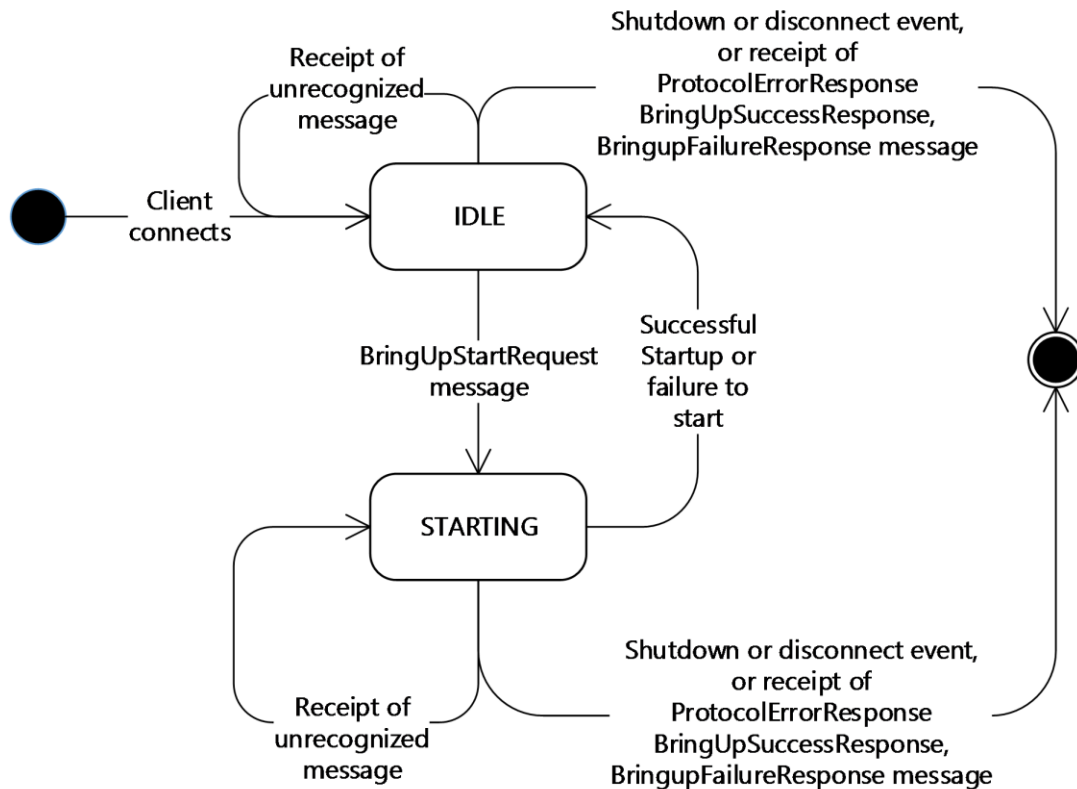 Shutdown or disconnect event,
or receipt of
ProtocolErrorResponse
BringUpSuccessResponse,
BringupFailureResponse message
Receipt of
unrecognized
message
Client
connects
IDLE
BringUpStartRequest
message
Successful
Startup or
failure to
start
STARTING
Receipt of
unrecognized
message
Shutdown or disconnect event,
or receipt of
ProtocolErrorResponse
BringUpSuccessResponse,
BringupFailureResponse message